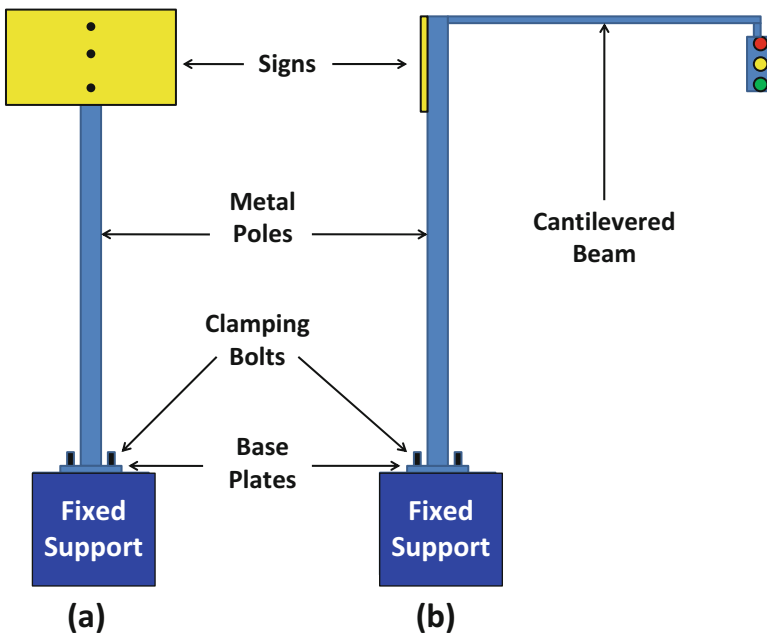 Signs
Metal
Poles
Cantilevered
Beam
Clamping
Bolts
Base
Plates
Fixed
Support
Fixed
Support
(a)
(b)